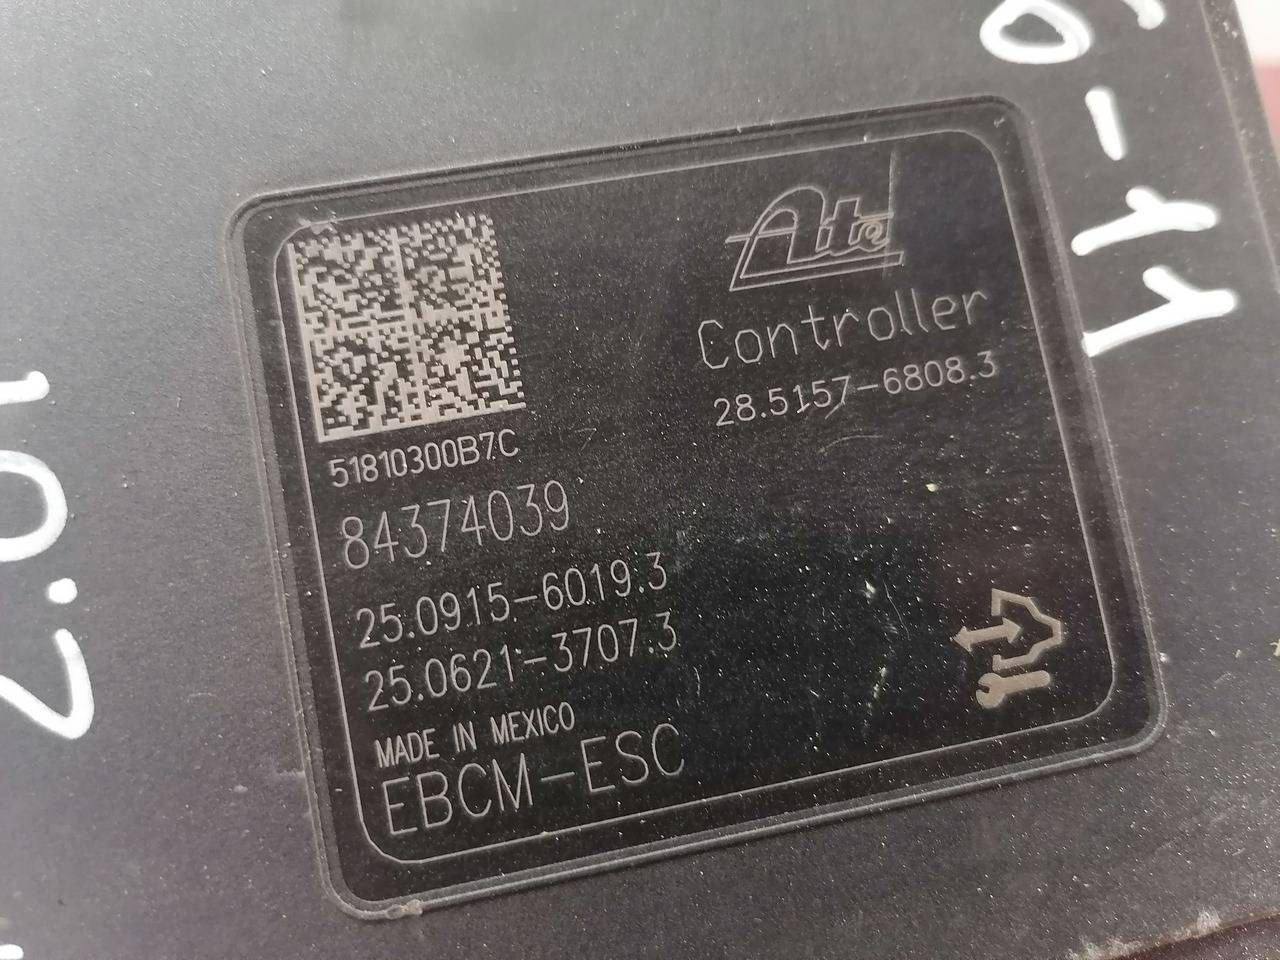 Ate
Controller
28.5157-6808.3
51810300B7C
84374039
25.0915-6019.3
25.0621-3707.3
MADE IN MEXICO
EBCM-ESC